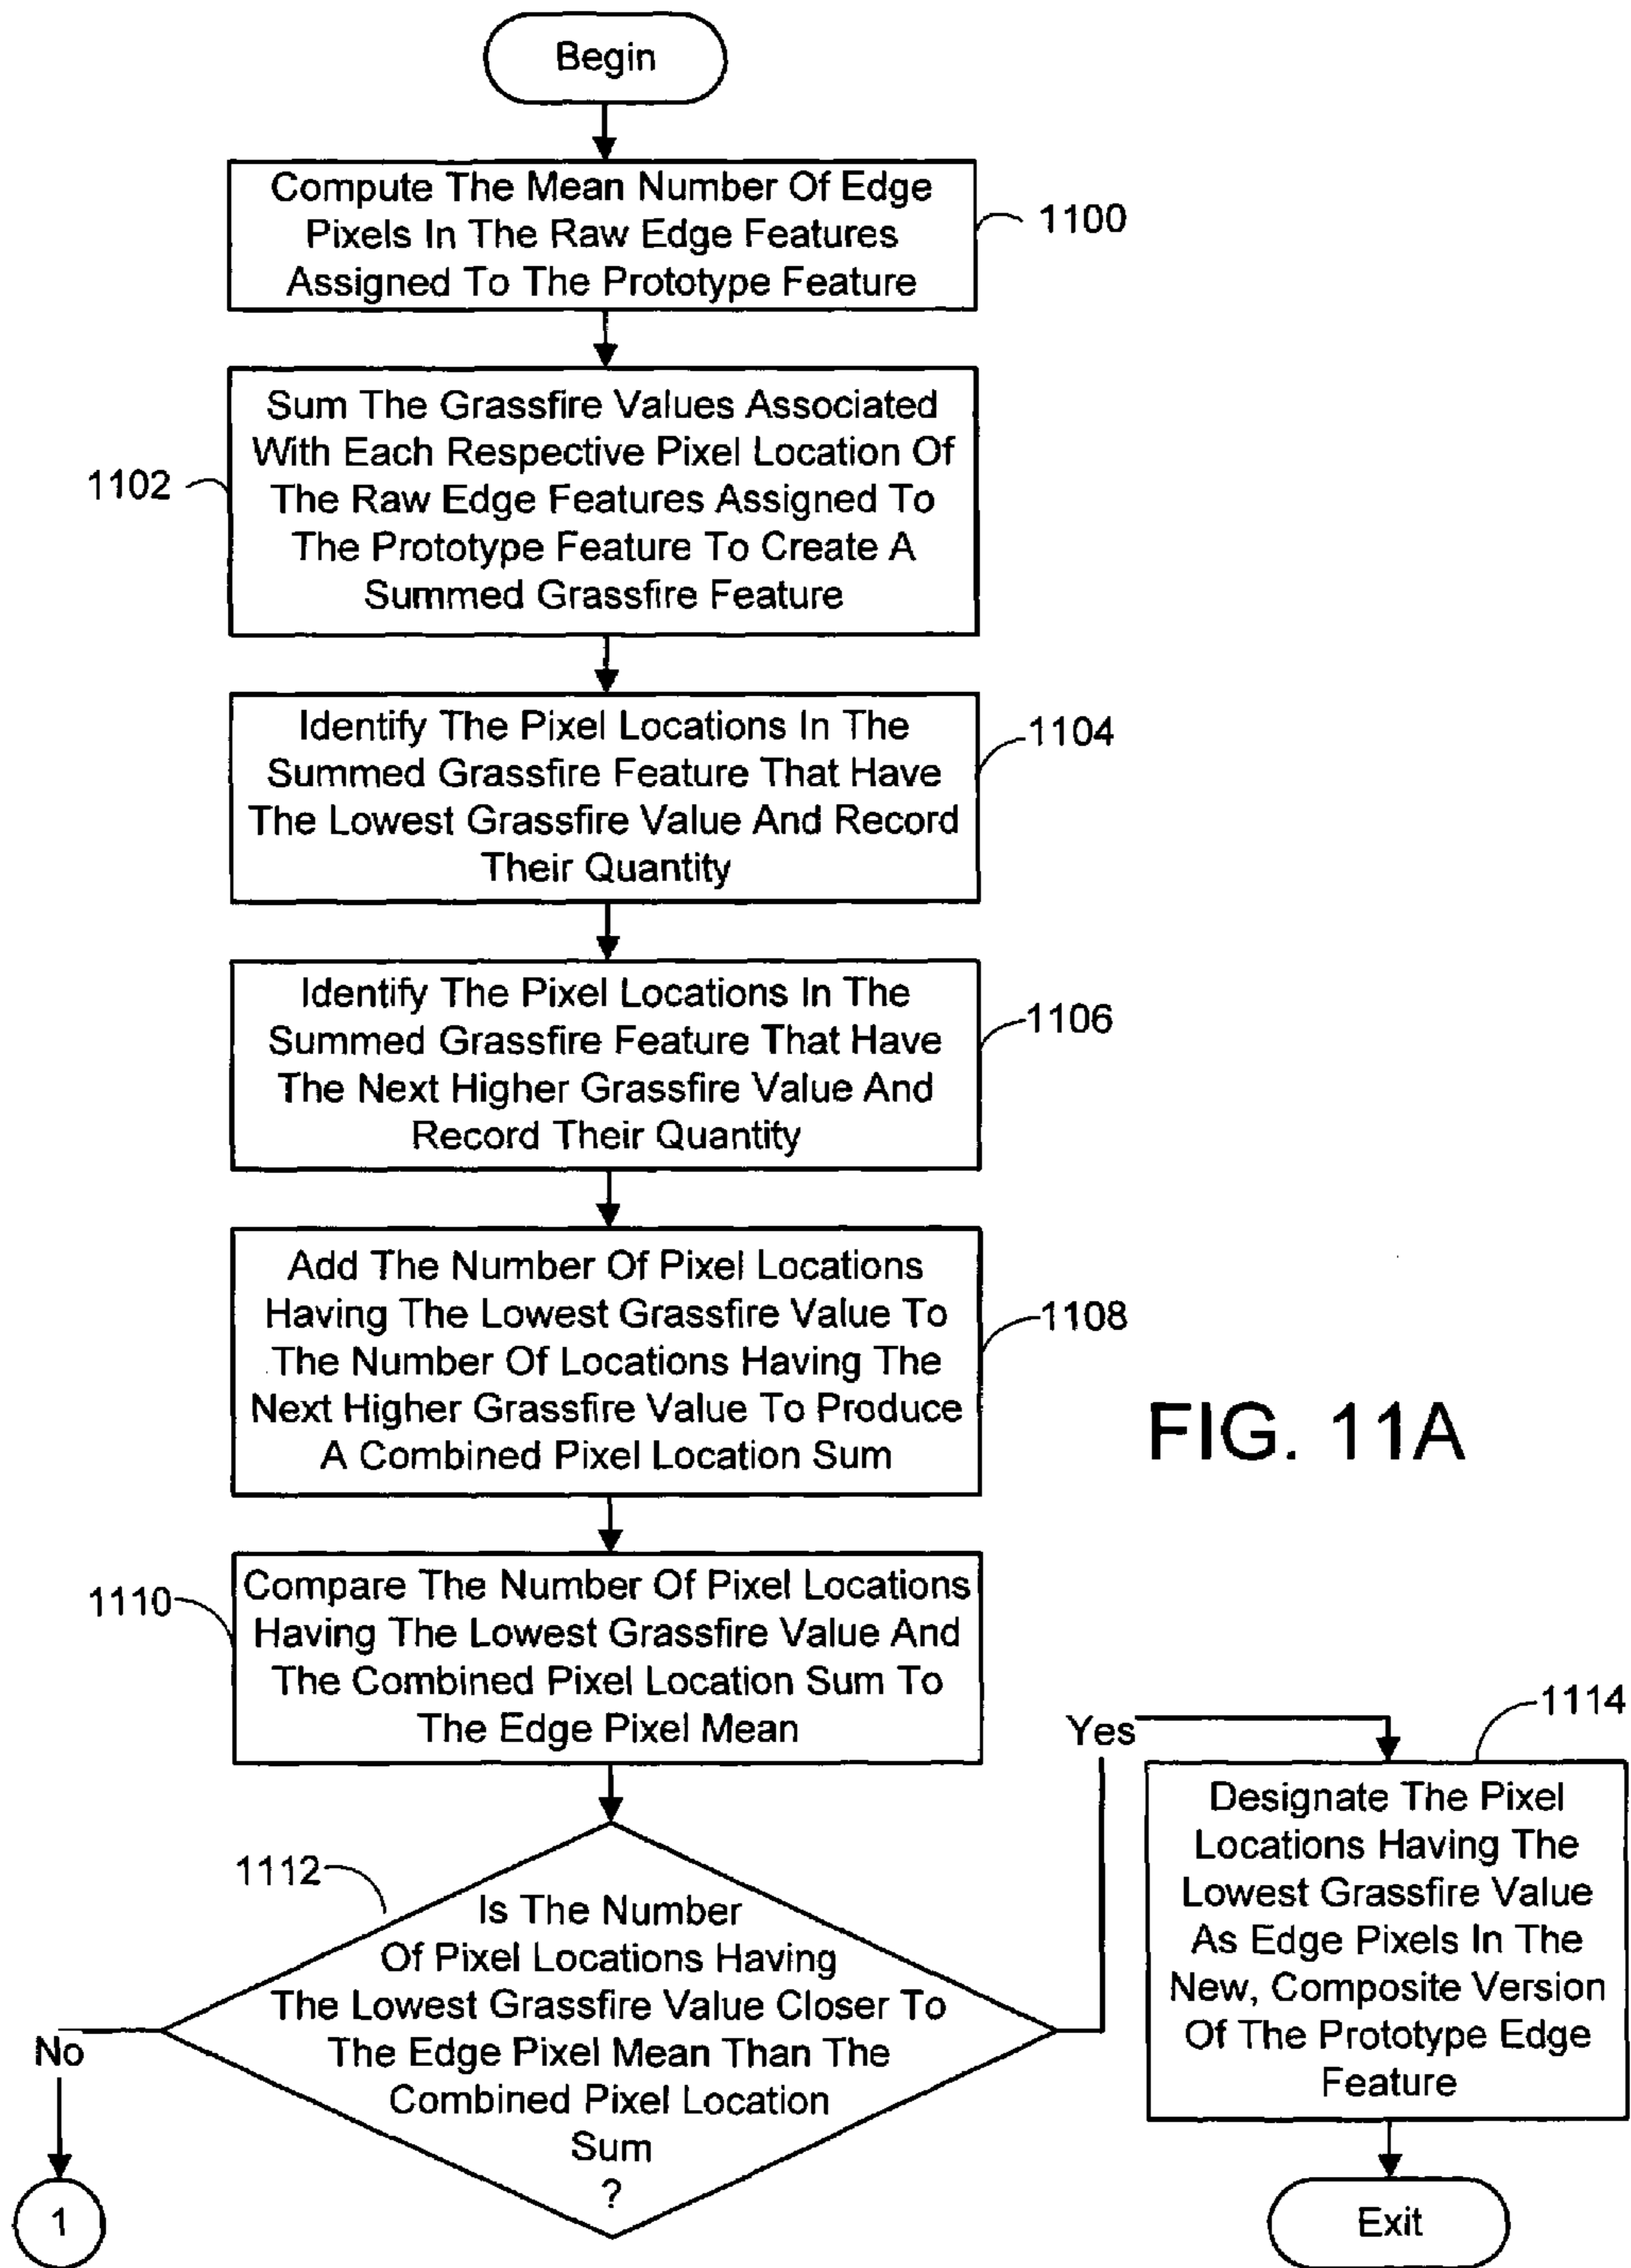 Begin
Compute The Mean Number Of Edge
Pixels In The Raw Edge Features
Assigned To The Prototype Feature
1100
Sum The Grassfire Values Associated
With Each Respective Pixel Location Of
The Raw Edge Features Assigned To
The Prototype Feature To Create A
Summed Grassfire Feature
1102
Identify The Pixel Locations In The
Summed Grassfire Feature That Have
The Lowest Grassfire Value And Record
Their Quantity
1104
Identify The Pixel Locations In The
Summed Grassfire Feature That Have
The Next Higher Grassfire Value And
Record Their Quantity
1106
Add The Number Of Pixel Locations
Having The Lowest Grassfire Value To
The Number Of Locations Having The
Next Higher Grassfire Value To Produce
A Combined Pixel Location Sum
1108
FIG. 11A
1110
Compare The Number Of Pixel Locations
Having The Lowest Grassfire Value And
The Combined Pixel Location Sum To
The Edge Pixel Mean
1112
Is The Number
Of Pixel Locations Having
The Lowest Grassfire Value Closer To
The Edge Pixel Mean Than The
Combined Pixel Location
Sum
?
Yes
1114
Designate The Pixel
Locations Having The
Lowest Grassfire Value
As Edge Pixels In The
New, Composite Version
Of The Prototype Edge
Feature
No
1
Exit